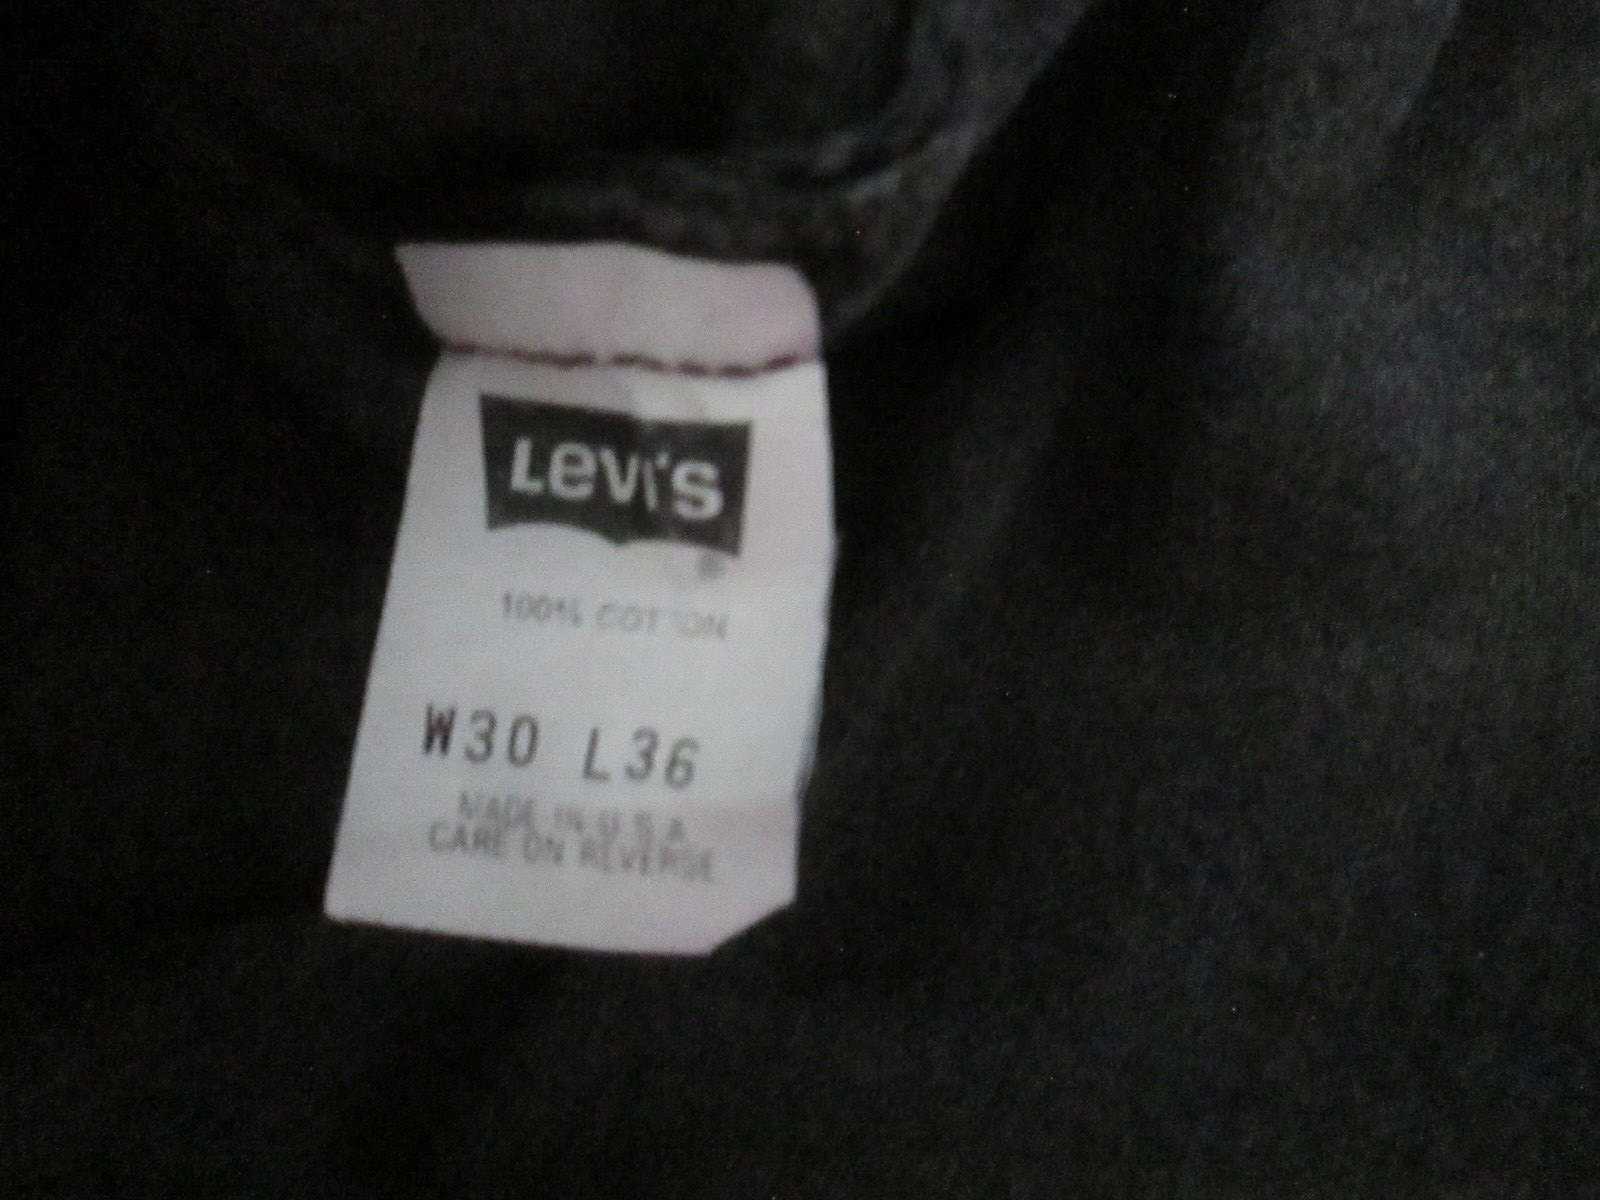 Levi's
®
100% COTTON
W30 L36
MADE IN U.S.A.
CARE ON REVERSE